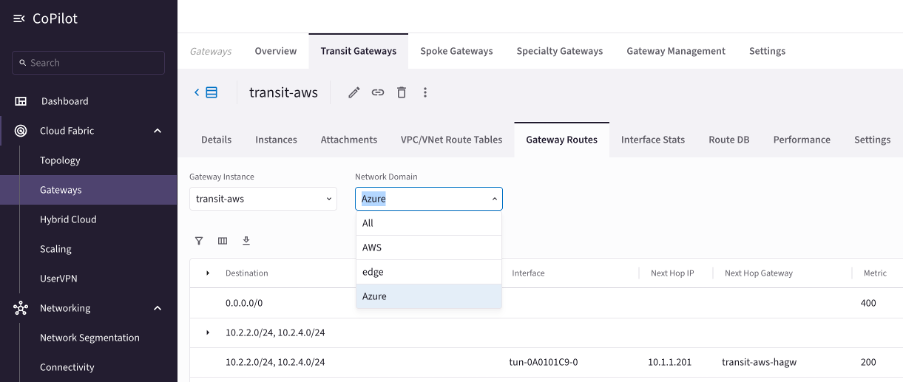 CoPilot
Search
Dashboard
Cloud Fabric
Topology
Gateways
Hybrid Cloud
Scaling
UserVPN
Networking
Network Segmentation
Connectivity
Gateways Overview Transit Gateways Spoke Gateways Specialty Gateways Gateway Management Settings
transit-aws
Details Instances Attachments VPC/VNet Route Tables Gateway Routes Interface Stats Route DB Performance Settings
Gateway Instance Network Domain
transit-aws Azure
All
AWS
edge
Azure
Destination Interface Next Hop IP Next Hop Gateway Metric
0.0.0.0/0 400
10.2.2.0/24, 10.2.4.0/24
10.2.2.0/24, 10.2.4.0/24 tun-0A0101C9-0 10.1.1.201 transit-aws-hagw 200